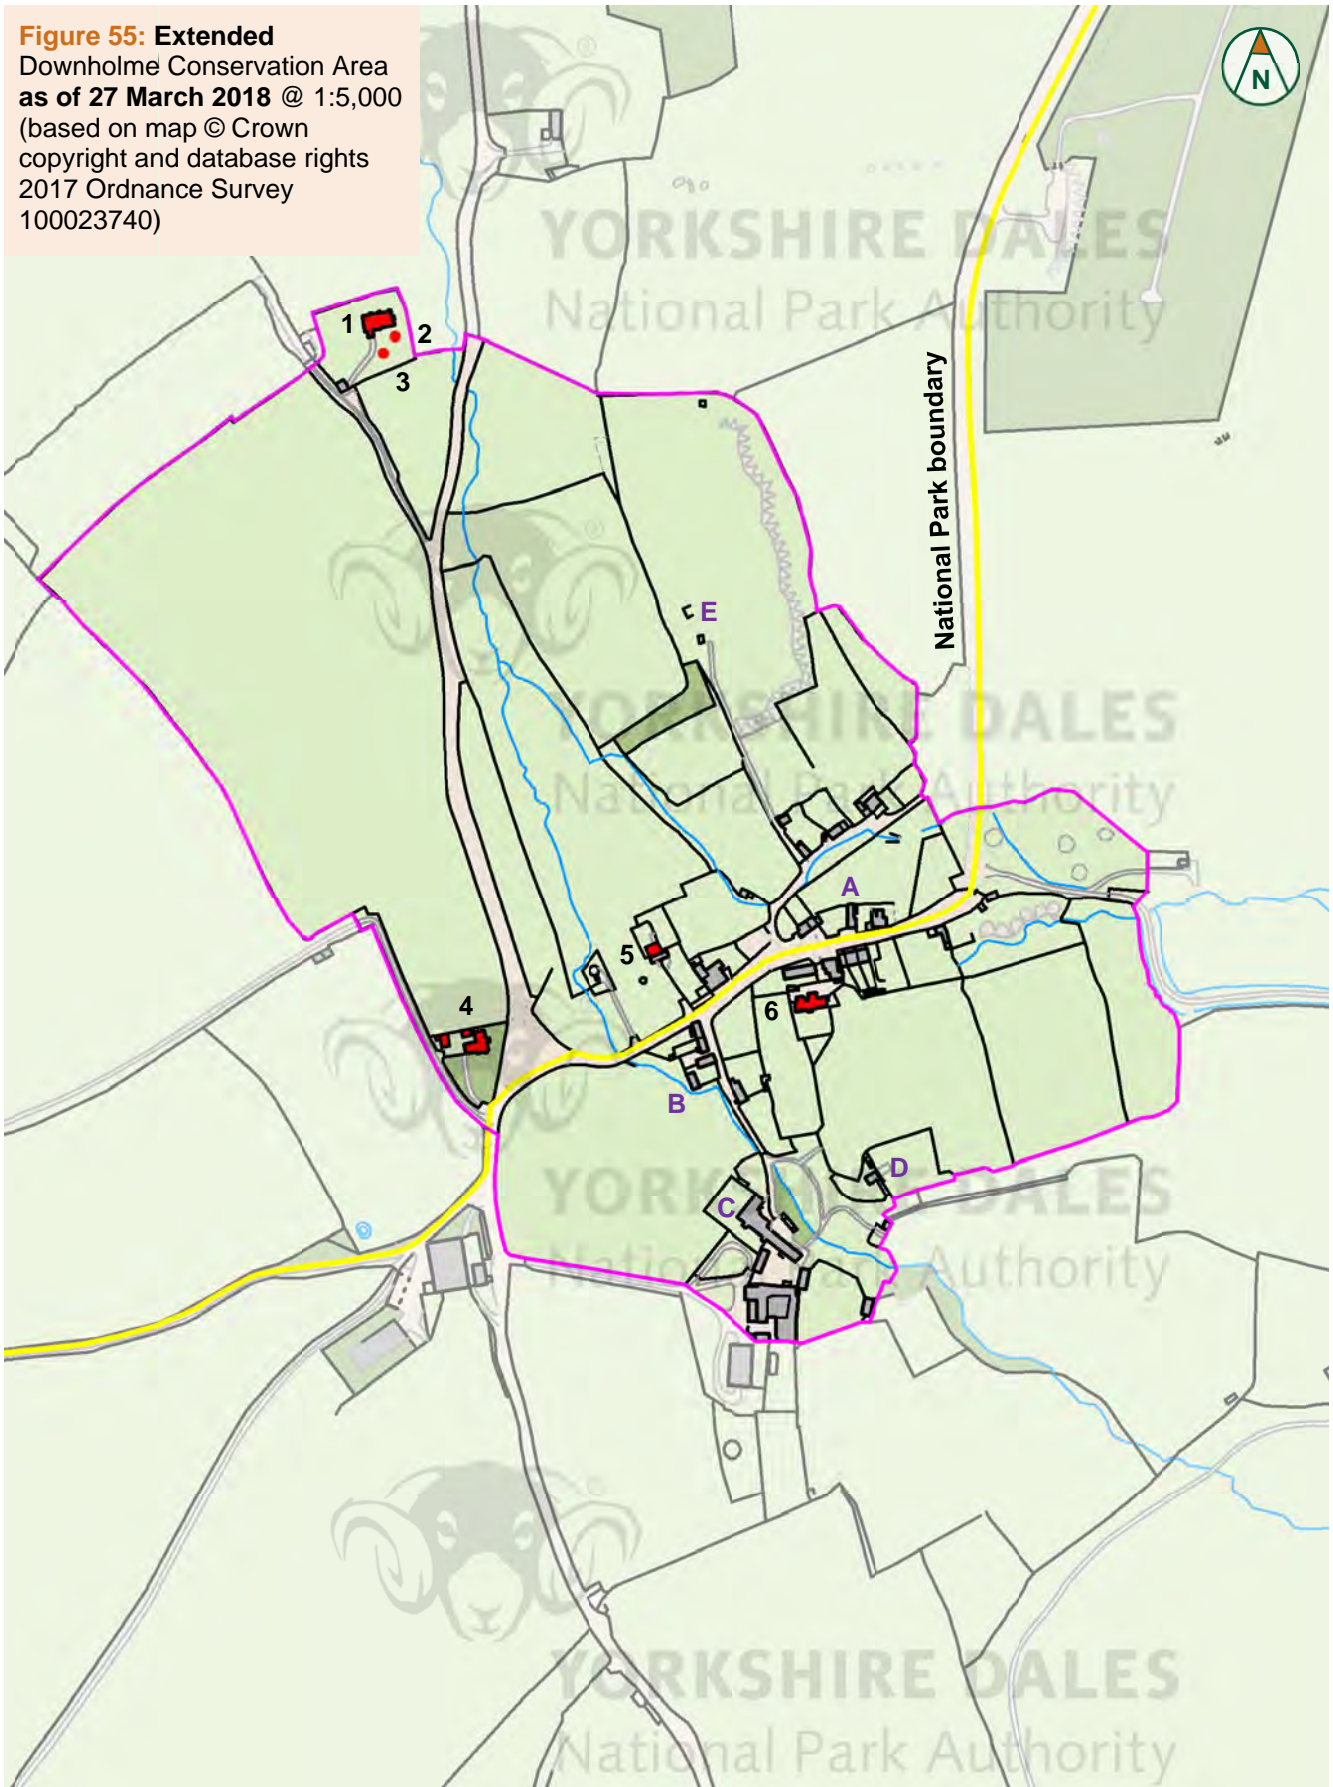 Figure 55: Extended
Downholme Conservation Area
as of 27 March 2018 @ 1:5,000
(based on map © Crown
copyright and database rights
2017 Ordnance Survey
100023740)
N
YORKSHIRE DALES
National Park Authority
1
2
3
National Park boundary
E
YORKSHIRE DALES
National Park Authority
A
5
4
6
B
D
YORKSHIRE DALES
C
National Park Authority
YORKSHIRE DALES
National Park Authority